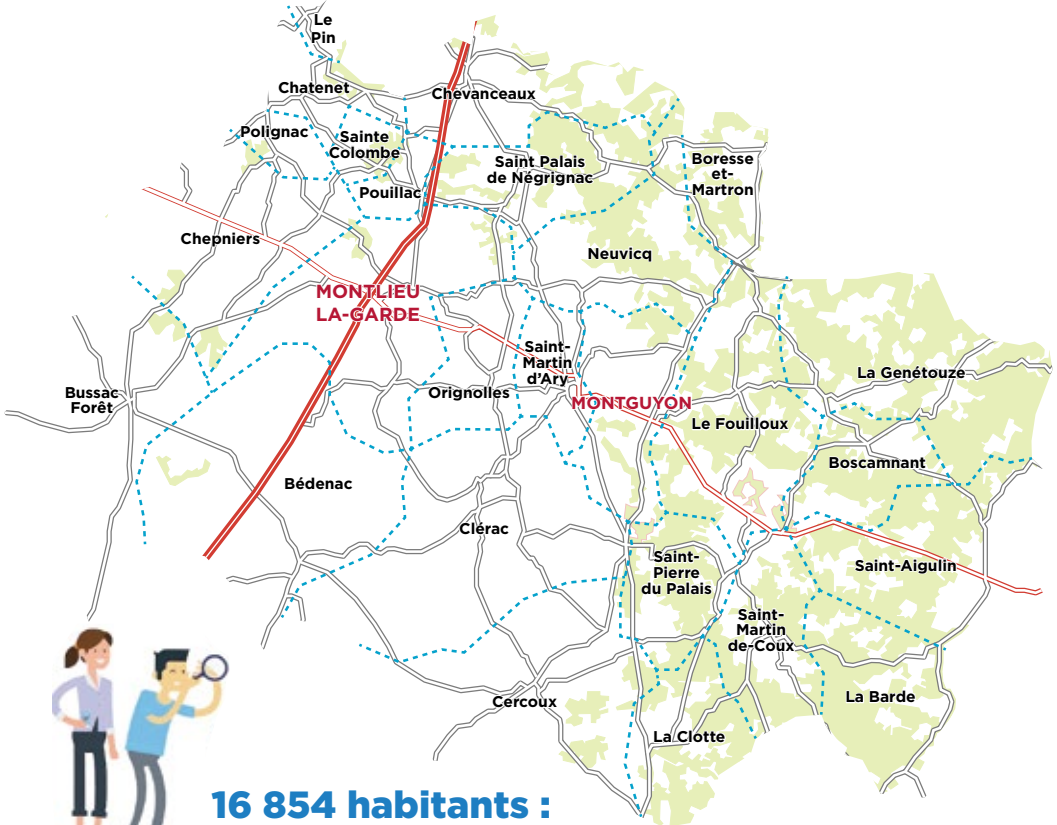 Le
Pin
Chatenet
Chevanceaux
Polignac
Sainte
Colombe
Saint Palais
de Négrignac
Boresse
et-
Martron
Pouillac
Chepniers
Neuvicq
MONTLIEU
LA-GARDE
Saint-
Martin
d'Ary
La Genétouze
Bussac
Forêt
Orignolles
MONTGUYON
Le Fouilloux
Boscamnant
Bédenac
Clérac
Saint-
Pierre
du Palais
Saint-Aigulin
Saint-
Martin
de-Coux
Cercoux
La Barde
La Clotte
16 854 habitants :